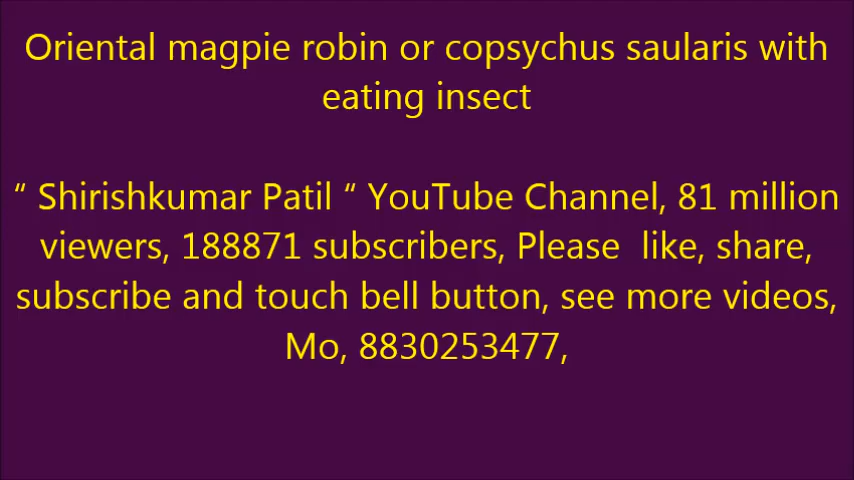 Oriental magpie robin or copsychus saularis with
eating insect
“ Shirishkumar Patil “ YouTube Channel, 81 million
viewers, 188871 subscribers, Please  like, share,
subscribe and touch bell button, see more videos,
Mo, 8830253477,